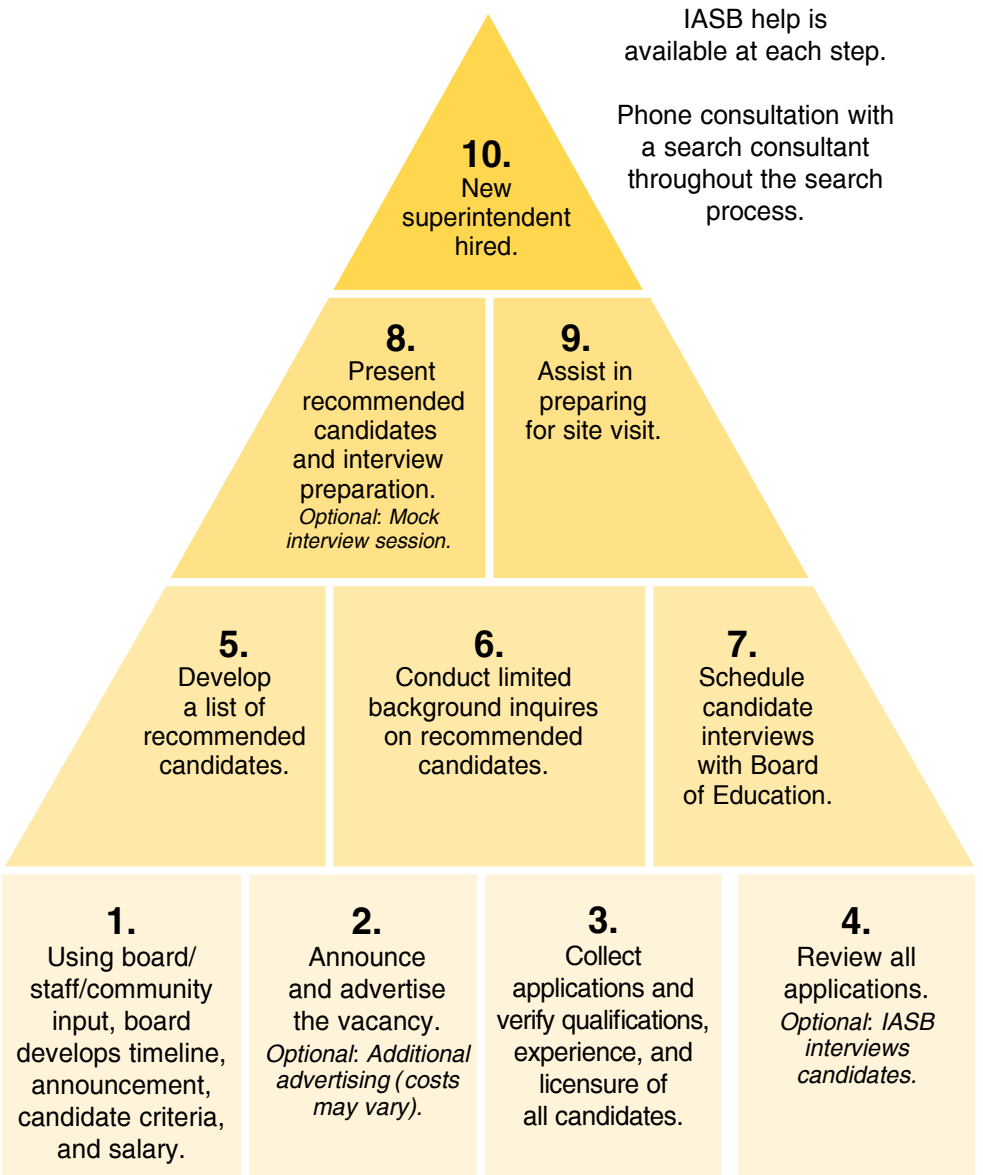 IASB help is
available at each step.
Phone consultation with
a search consultant
throughout the search
process.
10.
New
superintendent
hired.
8.
Present
recommended
candidates
and interview
preparation.
Optional: Mock
interview session.
9.
Assist in
preparing
for site visit.
5.
Develop
a list of
recommended
candidates.
6.
Conduct limited
background inquires
on recommended
candidates.
7.
Schedule
candidate
interviews
with Board
of Education.
1.
Using board/
staff/community
input, board
develops timeline,
announcement,
candidate criteria,
and salary.
2.
Announce
and advertise
the vacancy.
Optional: Additional
advertising (costs
may vary).
3.
Collect
applications and
verify qualifications,
experience, and
licensure of
all candidates.
4.
Review all
applications.
Optional: IASB
interviews
candidates.